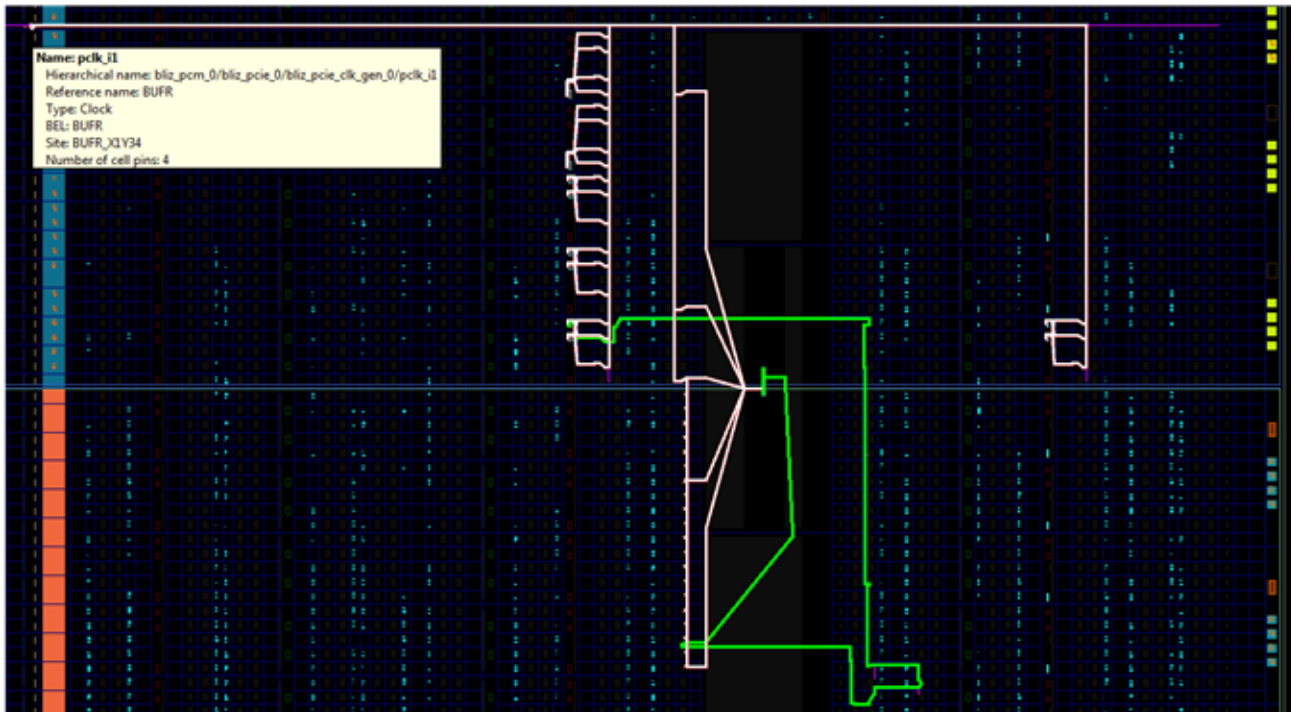 Name: pclk_i1
Hierarchical name: bliz_pcm_0/bliz_pcie_0/bliz_pcie_clk_gen_0/pclk_i1
Reference name: BUFR
Type: Clock
BEL: BUFR
Site: BUFR_X1Y34
Number of cell pins: 4